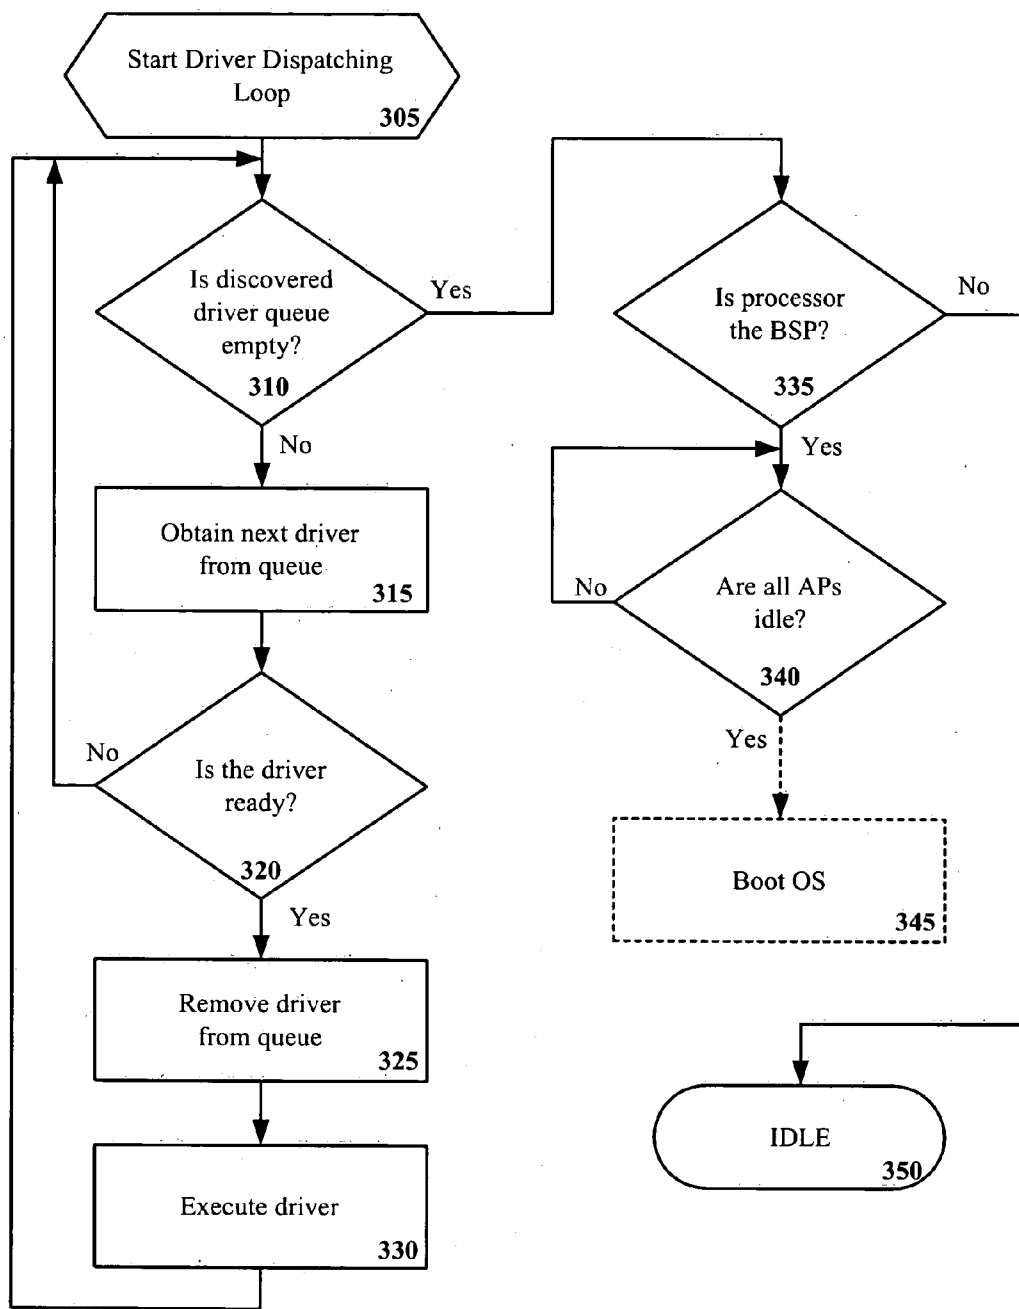 Start Driver Dispatching
Loop
305
Is discovered
driver queue
empty?
310
Yes
No
Obtain next driver
from queue
315
Is the driver
ready?
320
No
Yes
Remove driver
from queue
325
Execute driver
330
Is processor
the BSP?
335
No
Yes
Are all APs
idle?
340
No
Yes
Boot OS
345
IDLE
350